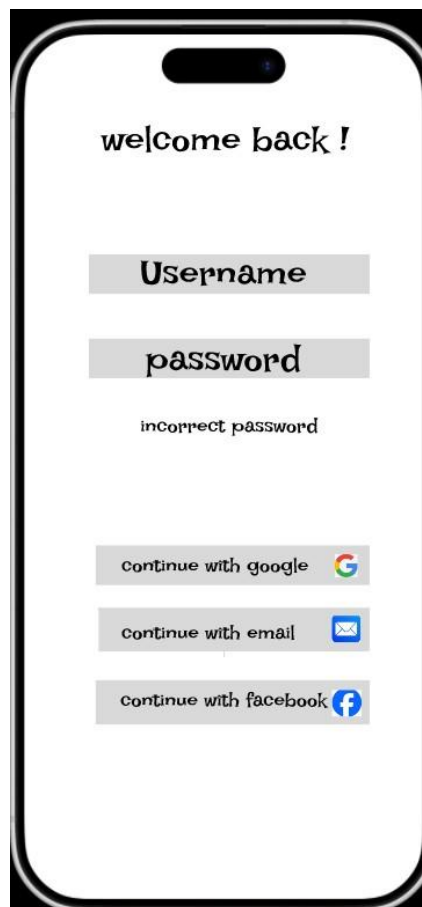 welcome back !
Username
password
incorrect password
continue with google
continue with email
continue with facebook